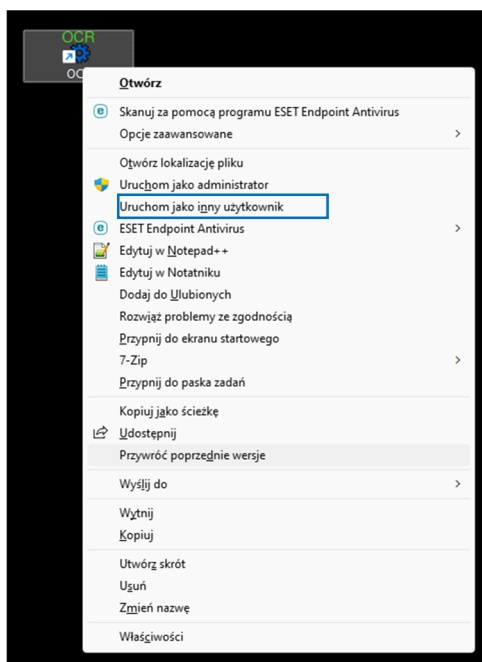 OCR
OC
Otwórz
Skanuj za pomocą programu ESET Endpoint Antivirus
Opcje zaawansowane
Otwórz lokalizację pliku
Uruchom jako administrator
Uruchom jako inny użytkownik
ESET Endpoint Antivirus
Edytuj w Notepad++
Edytuj w Notatniku
Dodaj do Ulubionych
Rozwiąż problemy ze zgodnością
Przypnij do ekranu startowego
7-Zip
Przypnij do paska zadań
Kopiuj jako ścieżkę
Udostępnij
Przywróć poprzednie wersje
Wyślij do
Wytnij
Kopiuj
Utwórz skrót
Usuń
Zmień nazwę
Właściwości